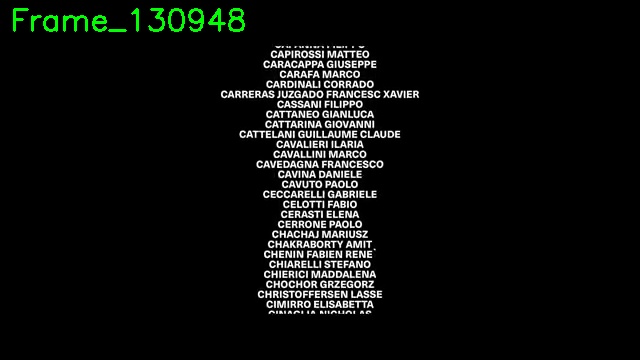 Frame_130948
CAPIROSSI MATTEO
CARACAPPA GIUSEPPE
CARAFA MARCO
CARDINALI CORRADO
CARRERAS JUZGADO FRANCESC XAVIER
CASSANI FILIPPO
CATTANEO GIANLUCA
CATTARINA GIOVANNI
CATTELANI GUILLAUME CLAUDE
CAVALIERI ILARIA
CAVALLINI MARCO
CAVEDAGNA FRANCESCO
CAVINA DANIELE
CAVUTO PAOLO
CECCARELLI GABRIELE
CELOTTI FABIO
CERASTI ELENA
CERRONE PAOLO
CHACHAJ MARIUSZ
CHAKRABORTY AMIT
CHENIN FABIEN RENE`
CHIARELLI STEFANO
CHIERICI MADDALENA
CHOCHOR GRZEGORZ
CHRISTOFFERSEN LASSE
CIMIRRO ELISABETTA
CINAGLIA NICHOLAS